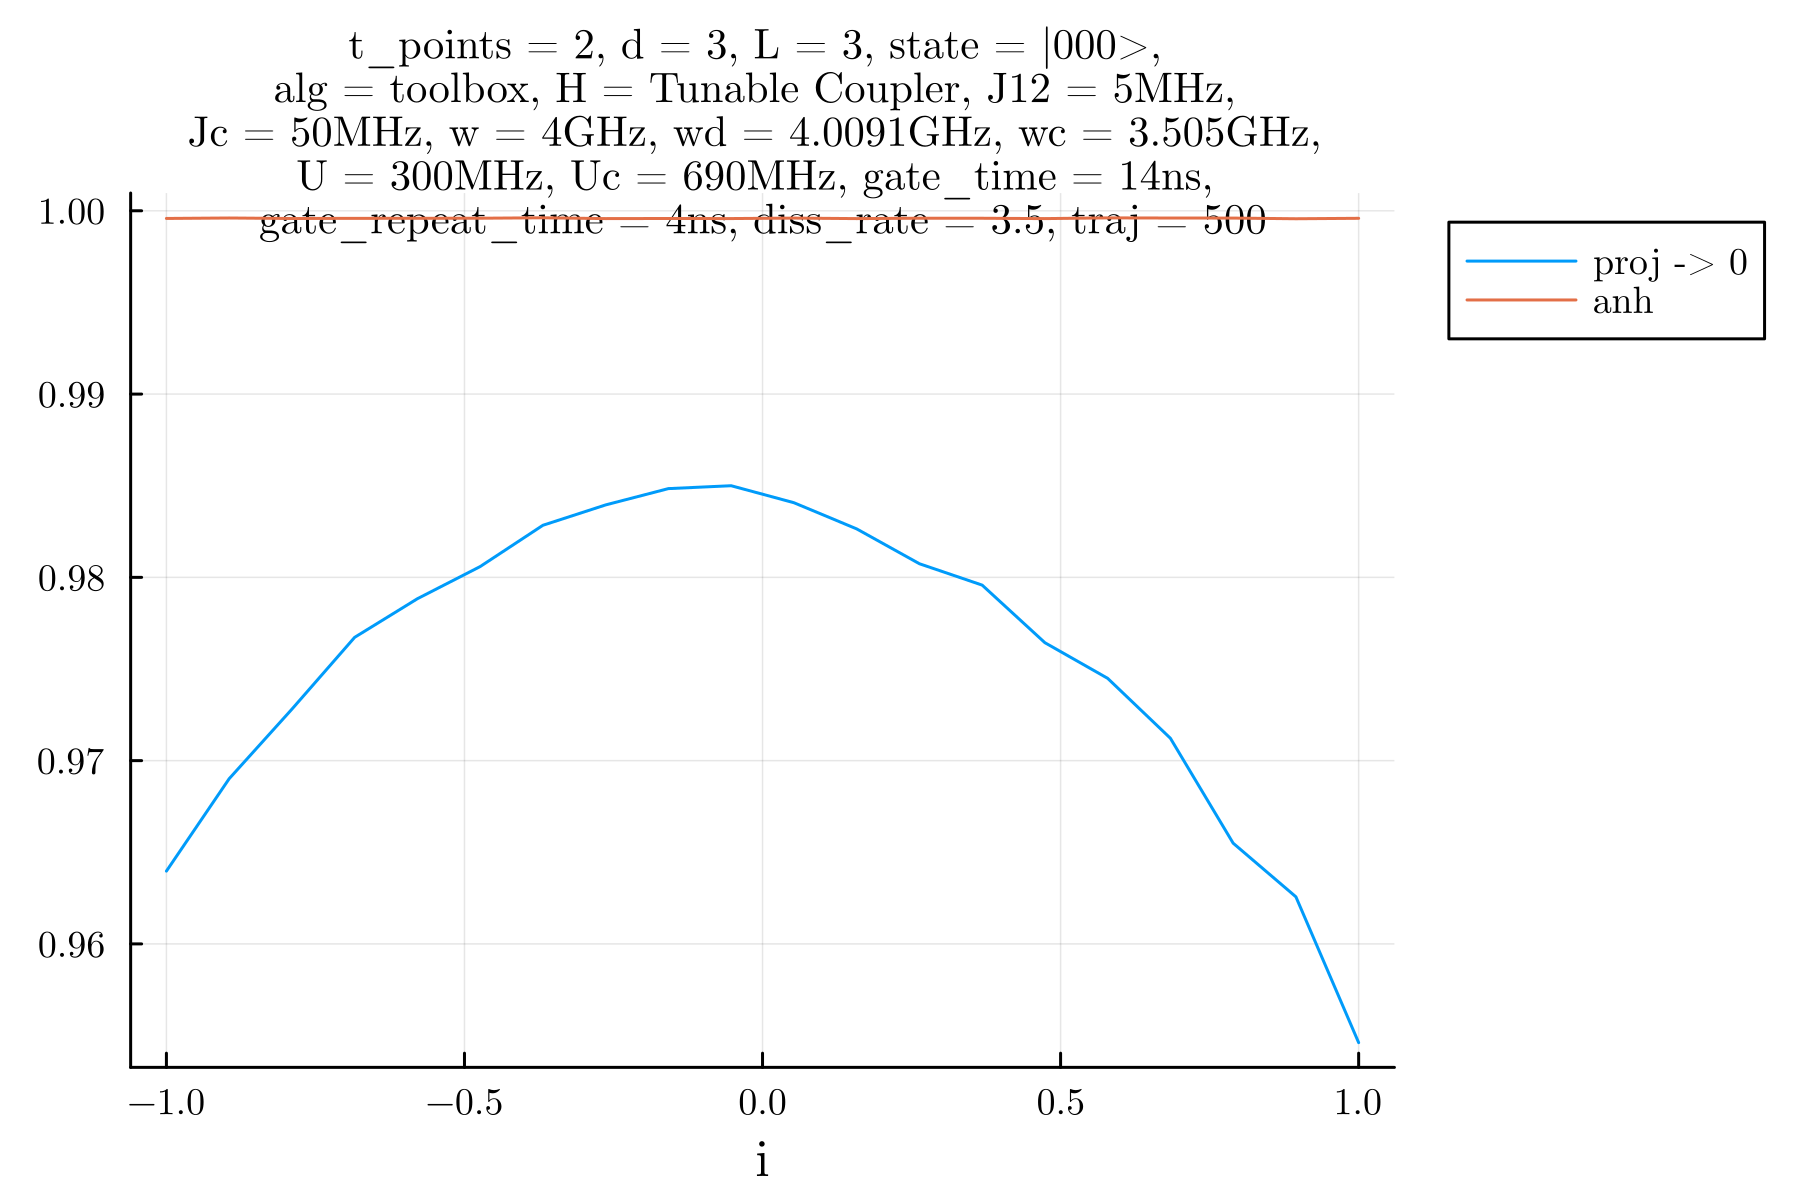 t_points = 2, d = 3, L = 3, state = |000>,
alg = toolbox, H = Tunable Coupler, J12 = 5MHz,
Jc = 50MHz, w = 4GHz, wd = 4.0091GHz, wc = 3.505GHz,
U = 300MHz, Uc = 690MHz, gate_time = 14ns,
gate_repeat_time = 4ns, diss_rate = 3.5, traj = 500
1.00
0.99
0.98
0.97
0.96
proj -> 0
anh
−1.0
−0.5
0.0
0.5
1.0
i